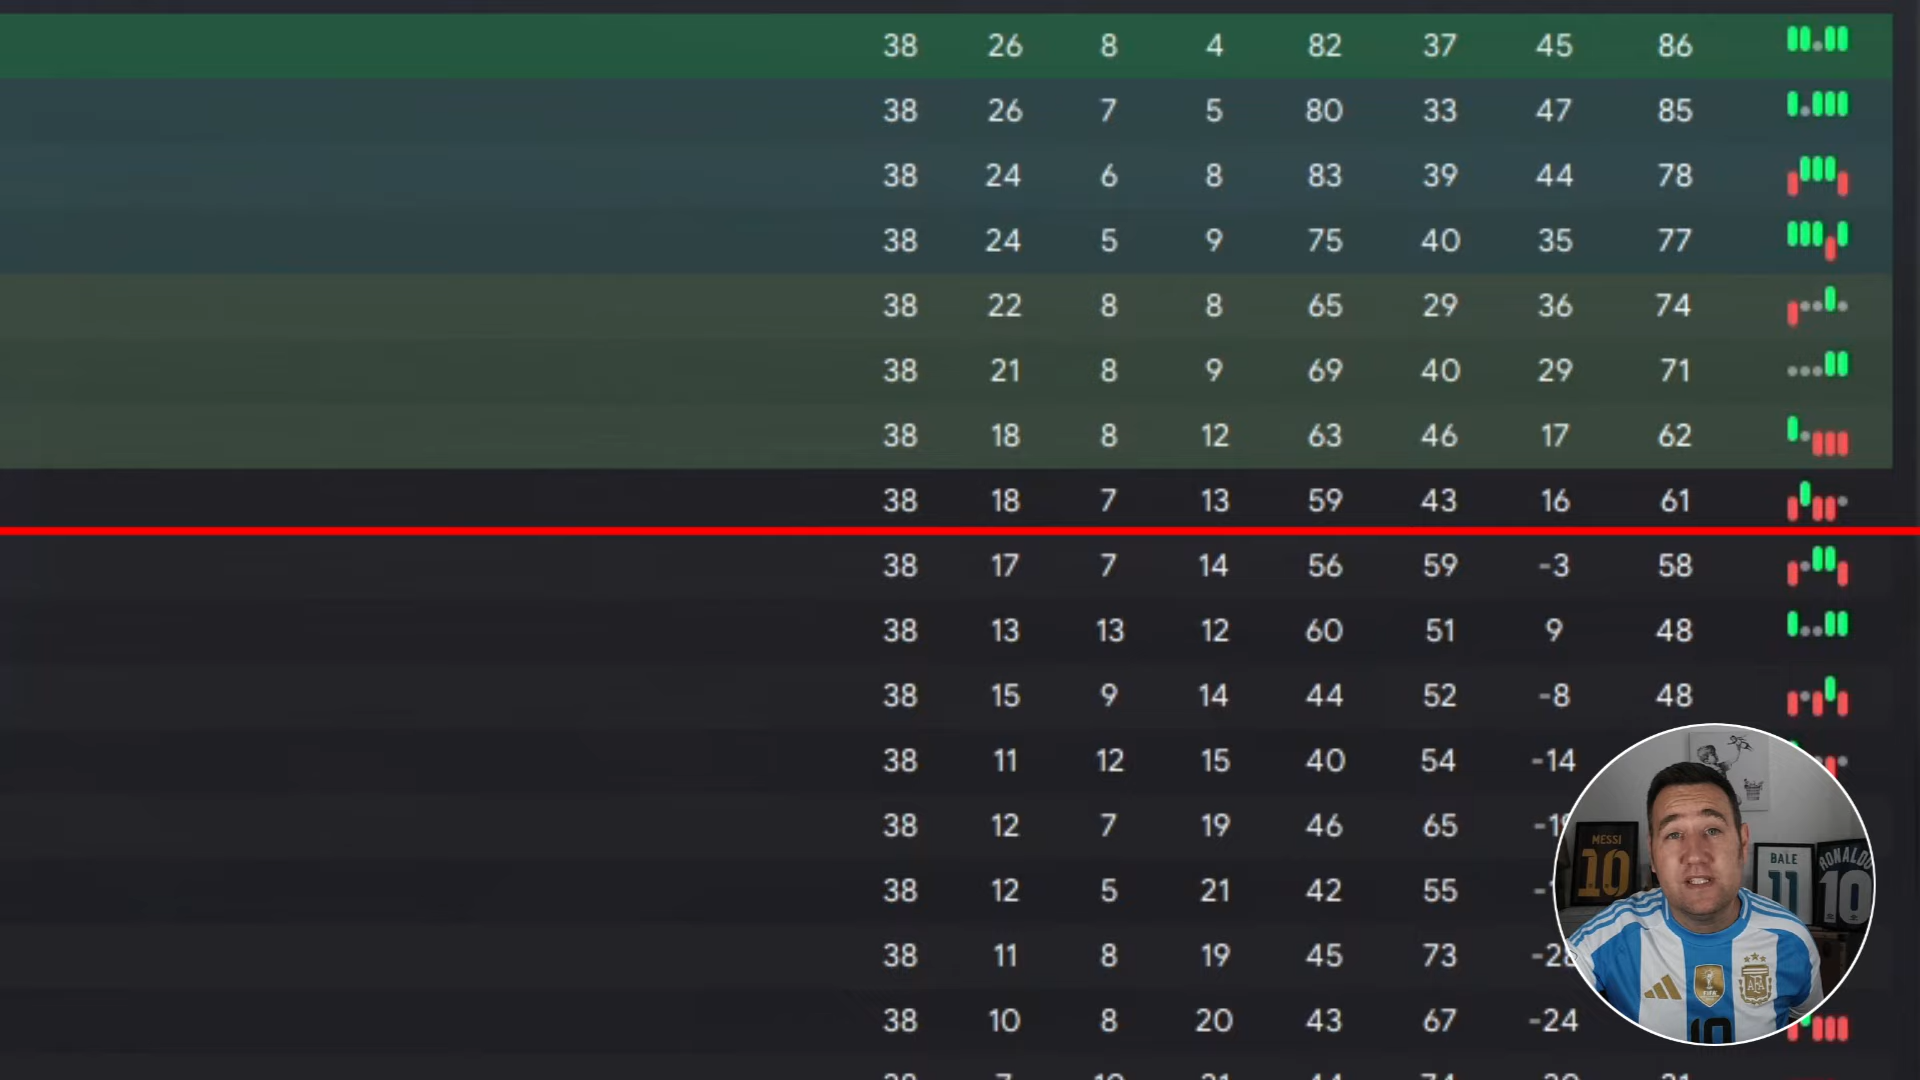 38 26 8 4 82 37 45 86
38 26 7 5 80 33 47 85
38 24 6 8 83 39 44 78
38 24 5 9 75 40 35 77
38 22 8 8 65 29 36 74
38 21 8 9 69 40 29 71
38 18 8 12 63 46 17 62
38 18 7 13 59 43 16 61
38 17 7 14 56 59 -3 58
38 13 13 12 60 51 9 48
38 15 9 14 44 52 -8 48
38 11 12 15 40 54 -14
38 12 7 19 46 65
38 12 5 21 42 55
38 11 8 19 45 73
38 10 8 20 43 67 -24
MESSI
10
BALE
11
RONALDO
10
AFA
10